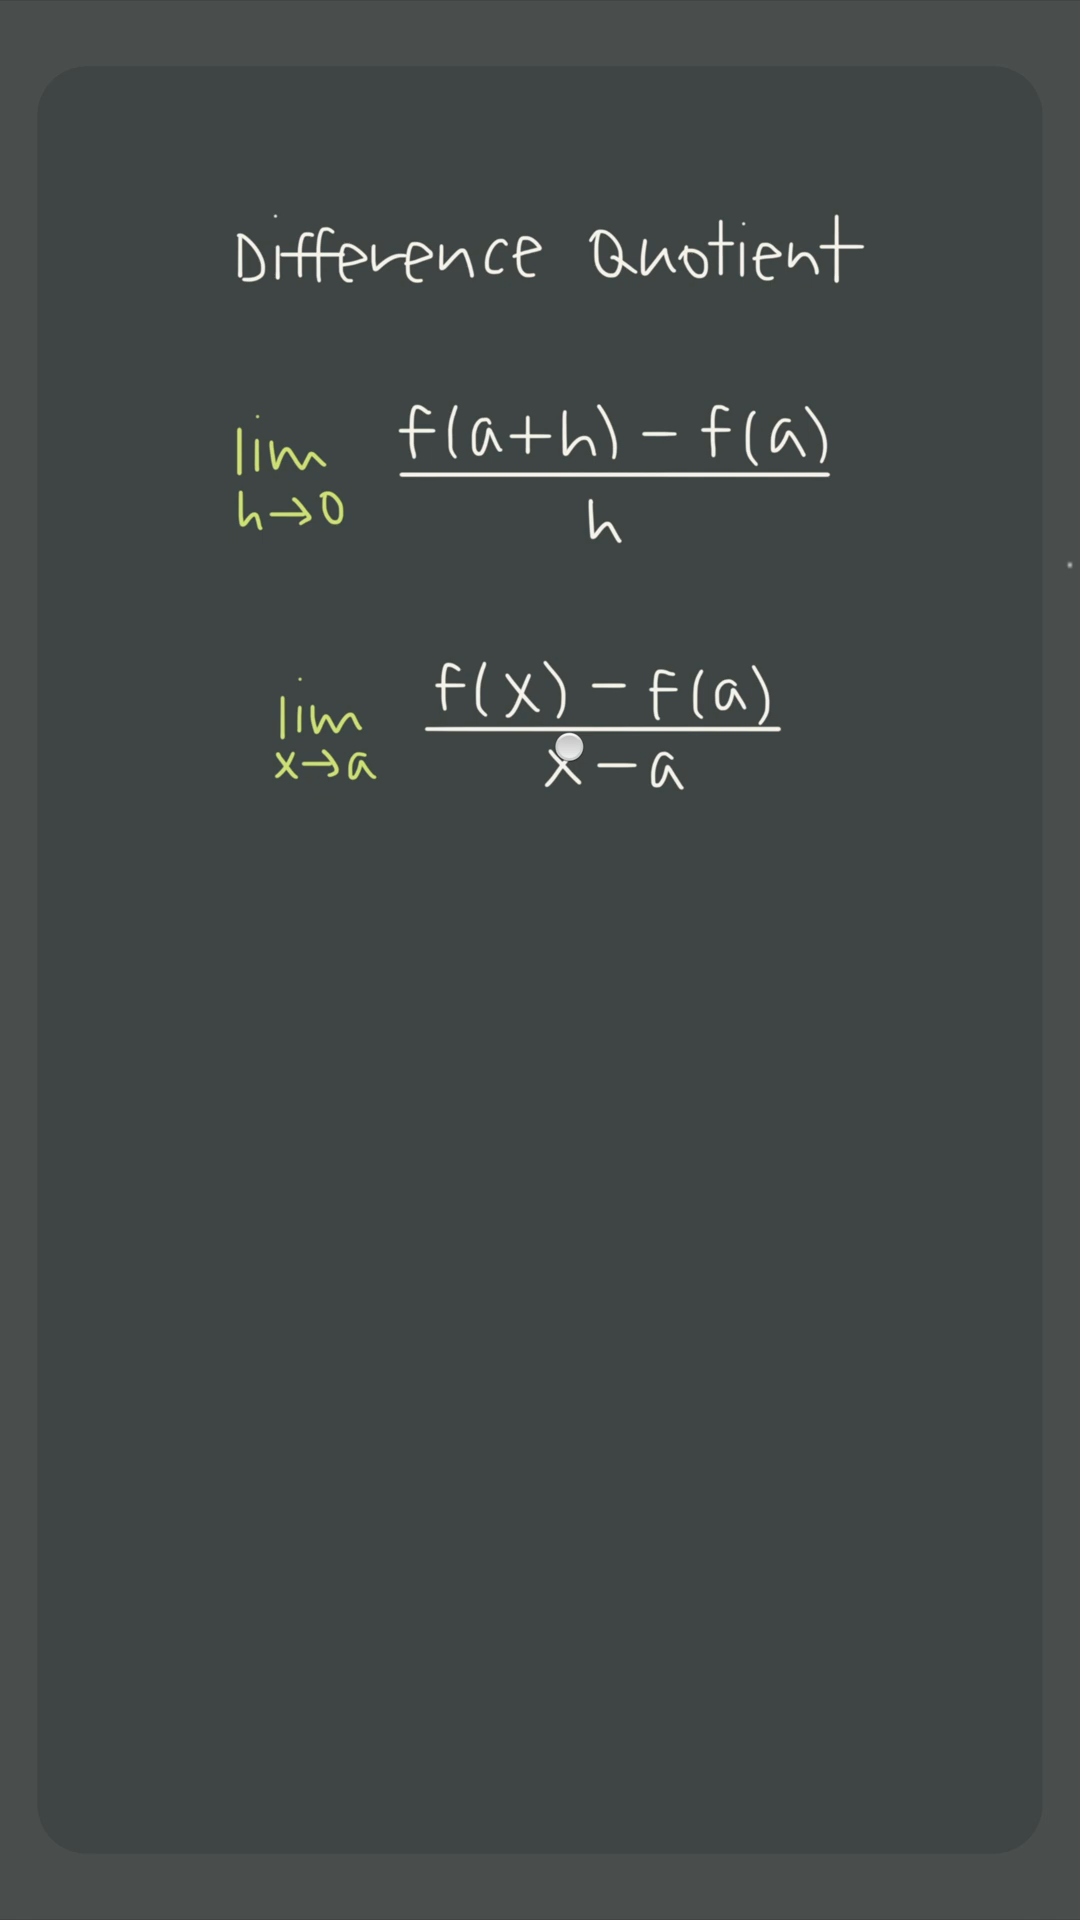 Difference Quotient
lim h→0 f(a+h) - f(a) / h
lim x→a f(x) - f(a) / x - a